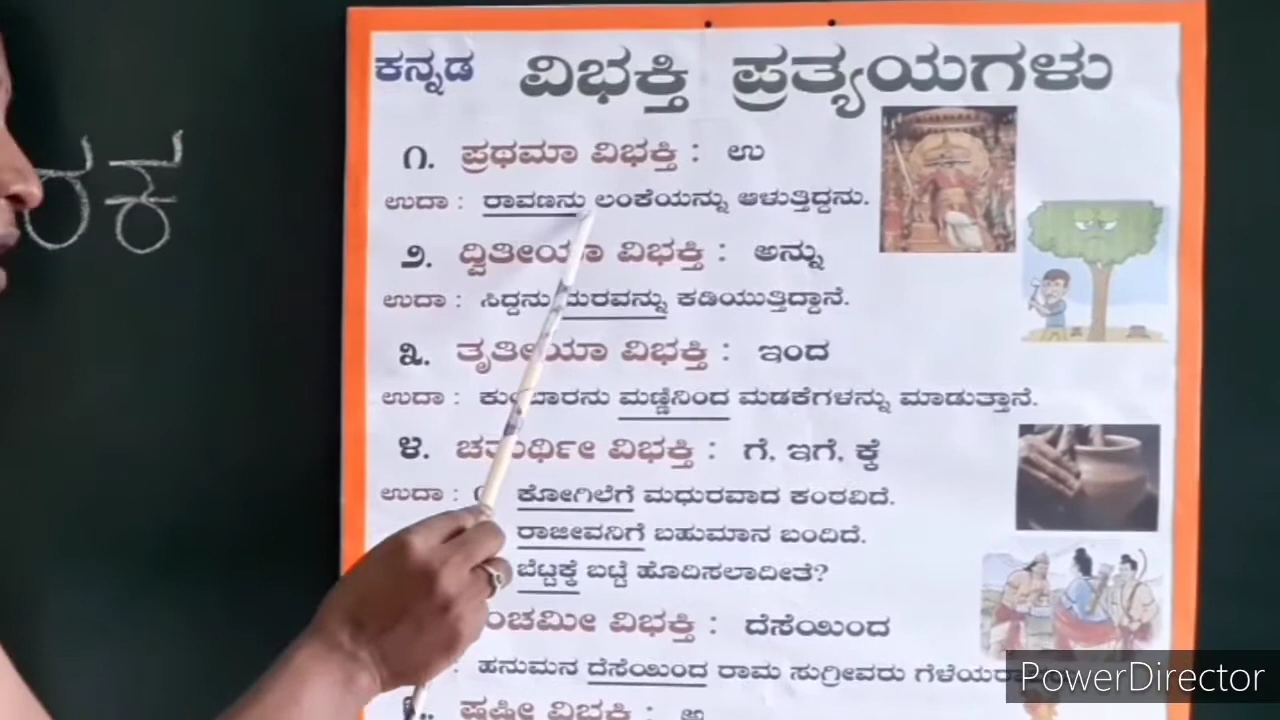 ರಕ
ಕನ್ನಡ ವಿಭಕ್ತಿ ಪ್ರತ್ಯಯಗಳು
೧. ಪ್ರಥಮಾ ವಿಭಕ್ತಿ : ಉ
ಉದಾ : ರಾವಣನು ಲಂಕೆಯನ್ನು ಆಳುತ್ತಿದ್ದನು.
೨. ದ್ವಿತೀಯಾ ವಿಭಕ್ತಿ : ಅನ್ನು
ಉದಾ : ಸಿದ್ದನು ಮರವನ್ನು ಕಡಿಯುತ್ತಿದ್ದಾನೆ.
೩. ತೃತೀಯಾ ವಿಭಕ್ತಿ : ಇಂದ
ಉದಾ : ಕುಂಬಾರನು ಮಣ್ಣಿನಿಂದ ಮಡಕೆಗಳನ್ನು ಮಾಡುತ್ತಾನೆ.
೪. ಚತುರ್ಥೀ ವಿಭಕ್ತಿ : ಗೆ, ಇಗೆ, ಕ್ಕೆ
ಉದಾ : ಕೋಗಿಲೆಗೆ ಮಧುರವಾದ ಕಂಠವಿದೆ.
ರಾಜೀವನಿಗೆ ಬಹುಮಾನ ಬಂದಿದೆ.
ಬೆಟ್ಟಕ್ಕೆ ಬಟ್ಟೆ ಹೊದಿಸಲಾದೀತೆ?
ಪಂಚಮೀ ವಿಭಕ್ತಿ : ದೆಸೆಯಿಂದ
: ಹನುಮನ ದೆಸೆಯಿಂದ ರಾಮ ಸುಗ್ರೀವರು
ಷಷ್ಠೀ ವಿಭಕ್ತಿ : ಅ
PowerDirector